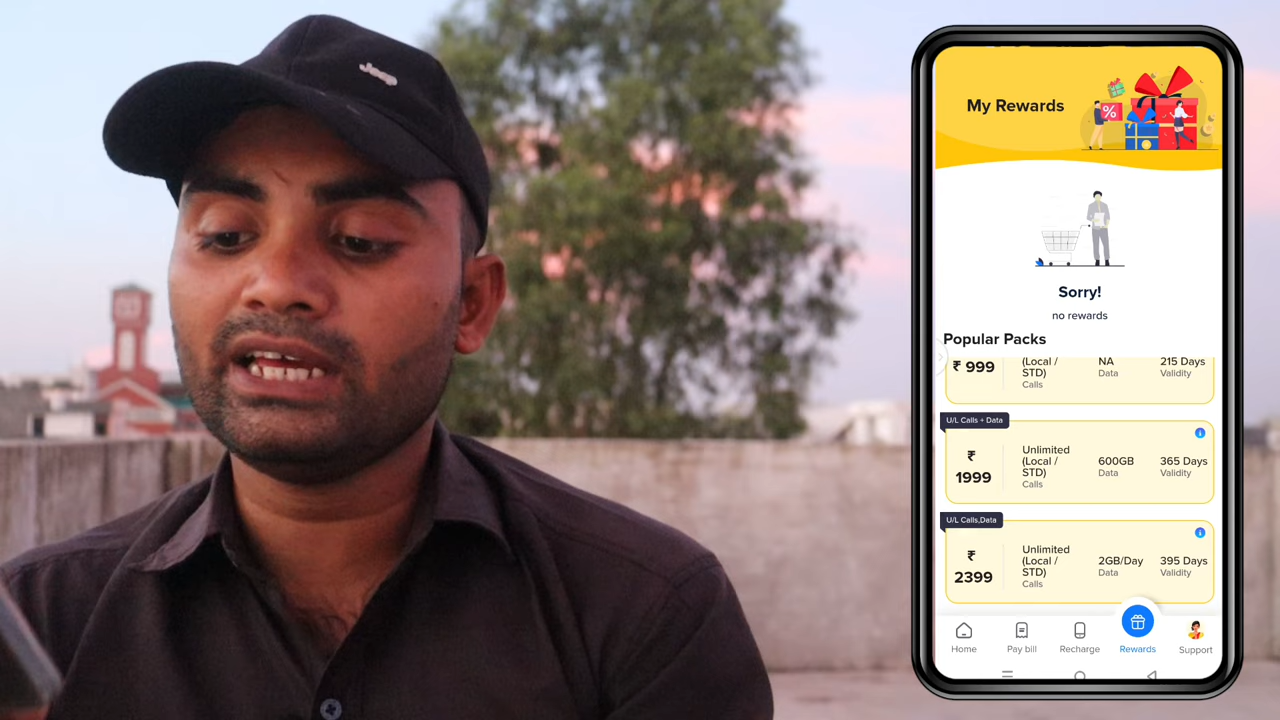 Jeep
My Rewards
%
Sorry!
no rewards
Popular Packs
₹ 999
(Local /
STD)
Calls
NA
Data
215 Days
Validity
U/L Calls + Data
i
₹
1999
Unlimited
(Local /
STD)
Calls
600GB
Data
365 Days
Validity
U/L Calls,Data
i
₹
2399
Unlimited
(Local /
STD)
Calls
2GB/Day
Data
395 Days
Validity
Home
Pay bill
Recharge
Rewards
Support